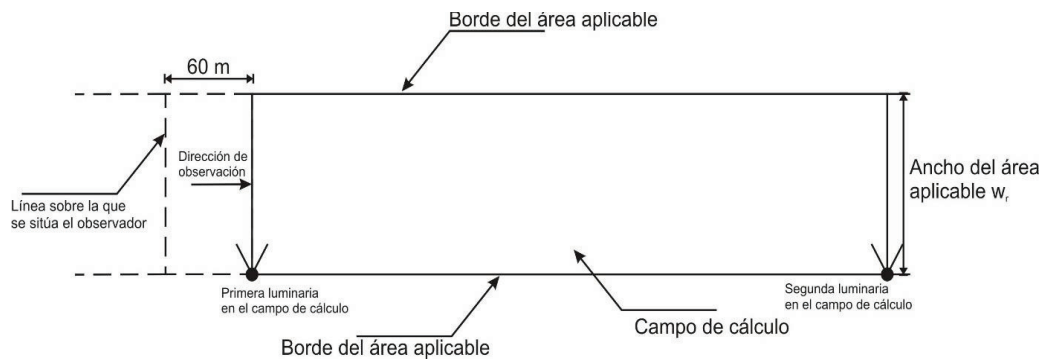 Borde del área aplicable
60 m
Dirección de
observación
Línea sobre la que
se sitúa el observador
Ancho del área
aplicable wᵣ
Primera luminaria
en el campo de cálculo
Segunda luminaria
en el campo de cálculo
Campo de cálculo
Borde del área aplicable